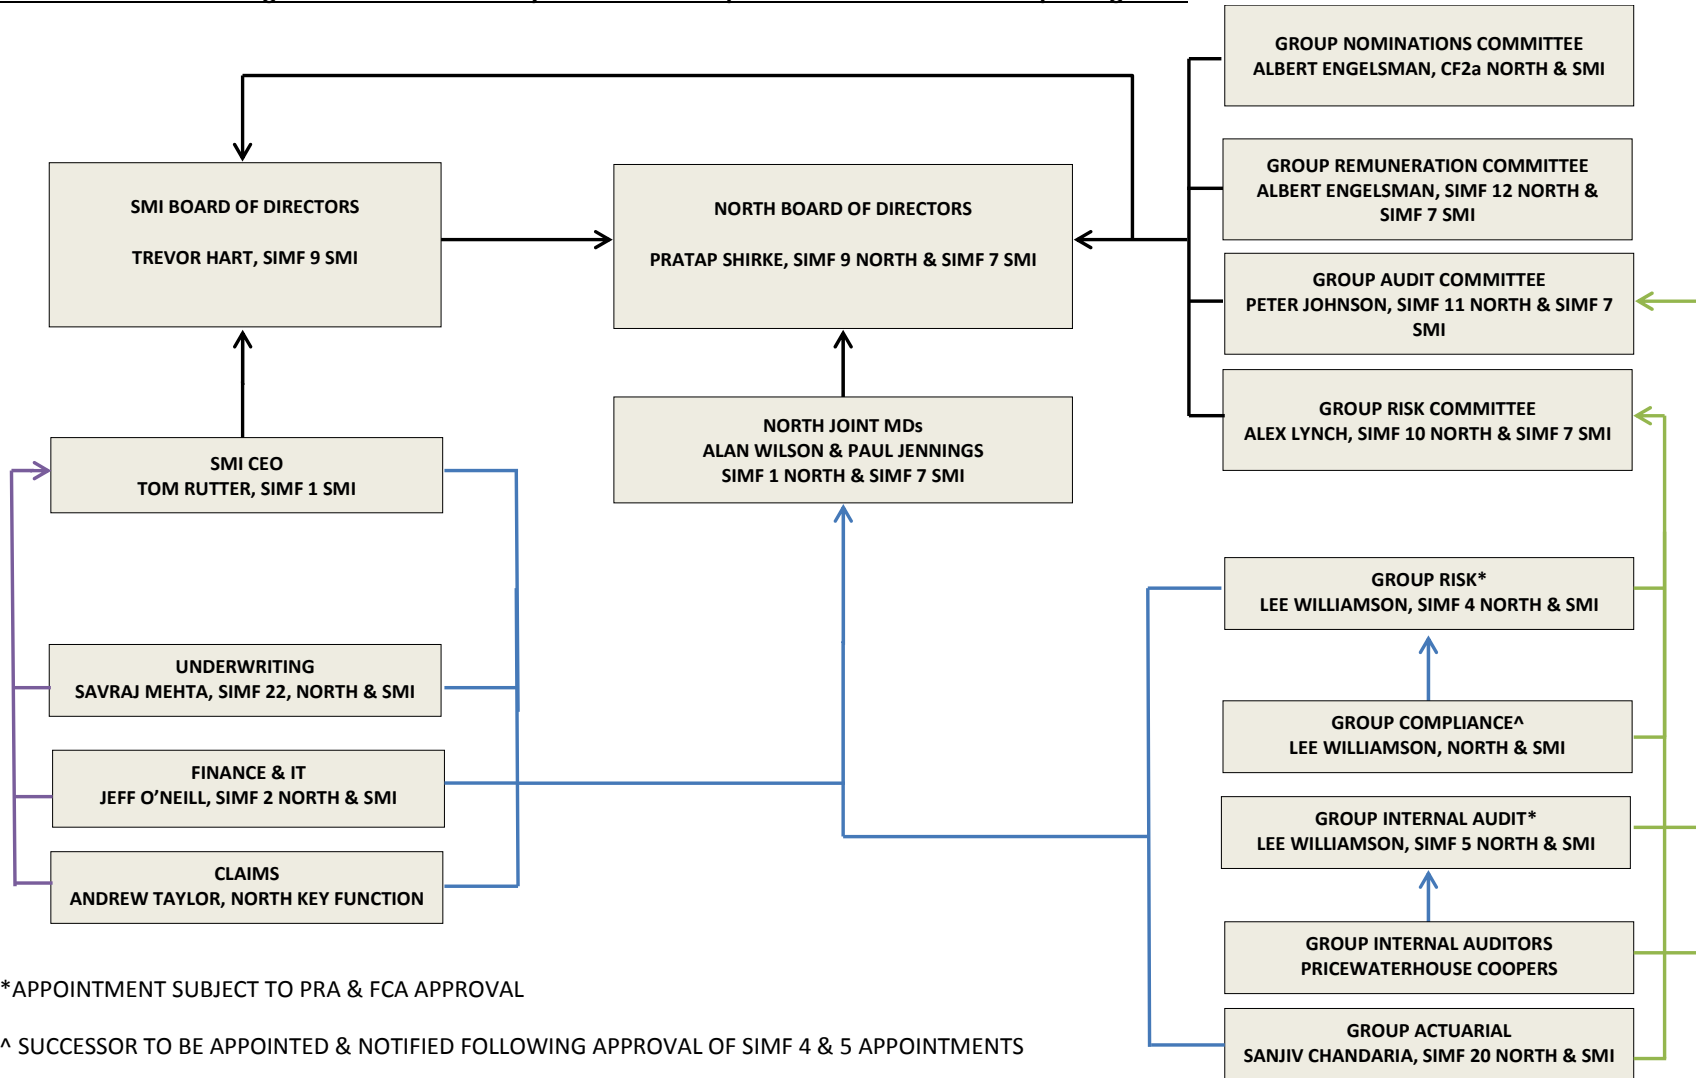 GROUP NOMINATIONS COMMITTEE
ALBERT ENGELSMAN, CF2a NORTH & SMI
GROUP REMUNERATION COMMITTEE
ALBERT ENGELSMAN, SIMF 12 NORTH &
SIMF 7 SMI
SMI BOARD OF DIRECTORS
TREVOR HART, SIMF 9 SMI
NORTH BOARD OF DIRECTORS
PRATAP SHIRKE, SIMF 9 NORTH & SIMF 7 SMI
GROUP AUDIT COMMITTEE
PETER JOHNSON, SIMF 11 NORTH & SIMF 7
SMI
GROUP RISK COMMITTEE
ALEX LYNCH, SIMF 10 NORTH & SIMF 7 SMI
NORTH JOINT MDs
ALAN WILSON & PAUL JENNINGS
SIMF 1 NORTH & SIMF 7 SMI
SMI CEO
TOM RUTTER, SIMF 1 SMI
GROUP RISK*
LEE WILLIAMSON, SIMF 4 NORTH & SMI
UNDERWRITING
SAVRAJ MEHTA, SIMF 22, NORTH & SMI
GROUP COMPLIANCE^
LEE WILLIAMSON, NORTH & SMI
FINANCE & IT
JEFF O’NEILL, SIMF 2 NORTH & SMI
GROUP INTERNAL AUDIT*
LEE WILLIAMSON, SIMF 5 NORTH & SMI
CLAIMS
ANDREW TAYLOR, NORTH KEY FUNCTION
GROUP INTERNAL AUDITORS
PRICEWATERHOUSE COOPERS
GROUP ACTUARIAL
SANJIV CHANDARIA, SIMF 20 NORTH & SMI
*APPOINTMENT SUBJECT TO PRA & FCA APPROVAL
^ SUCCESSOR TO BE APPOINTED & NOTIFIED FOLLOWING APPROVAL OF SIMF 4 & 5 APPOINTMENTS